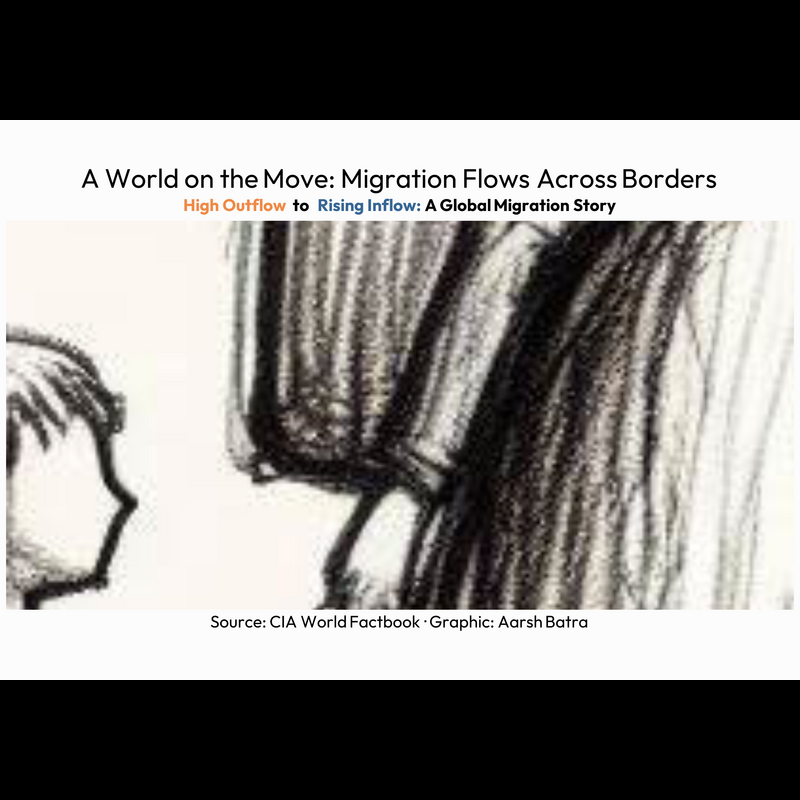 A World on the Move: Migration Flows Across Borders
High Outflow to Rising Inflow: A Global Migration Story
Source: CIA World Factbook · Graphic: Aarsh Batra